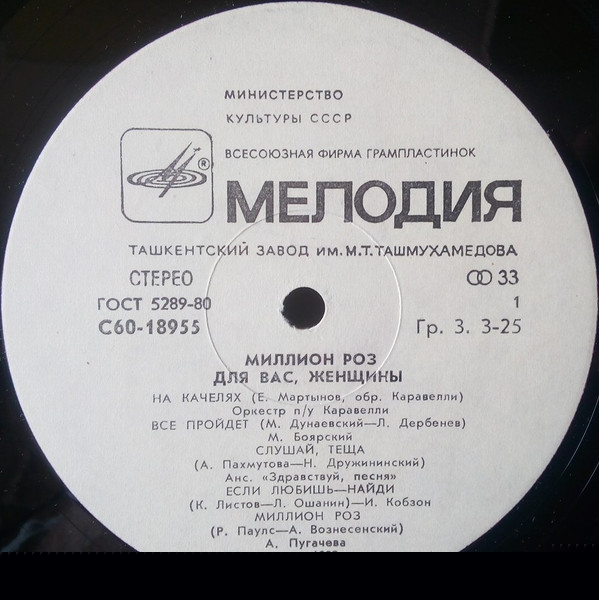 МИНИСТЕРСТВО
КУЛЬТУРЫ СССР
ВСЕСОЮЗНАЯ ФИРМА ГРАМПЛАСТИНОК
®
МЕЛОДИЯ
ТАШКЕНТСКИЙ ЗАВОД ИМ. М.Т. ТАШМУХАМЕДОВА
СТЕРЕО
33
ГОСТ 5289-80
1
С60-18955
Гр. 3. 3-25
МИЛЛИОН РОЗ
ДЛЯ ВАС, ЖЕНЩИНЫ
НА КАЧЕЛЯХ (Е. Мартынов, обр. Каравелли)
Оркестр п/у Каравелли
ВСЕ ПРОЙДЕТ (М. Дунаевский—Л. Дербенев)
М. Боярский
СЛУШАЙ, ТЕЩА
(А. Пахмутова—Н. Дружининский)
Анс. «Здравствуй, песня»
ЕСЛИ ЛЮБИШЬ—НАЙДИ
(К. Листов—Л. Ошанин)—И. Кобзон
МИЛЛИОН РОЗ
(Р. Паулс—А. Вознесенский)
А. Пугачева